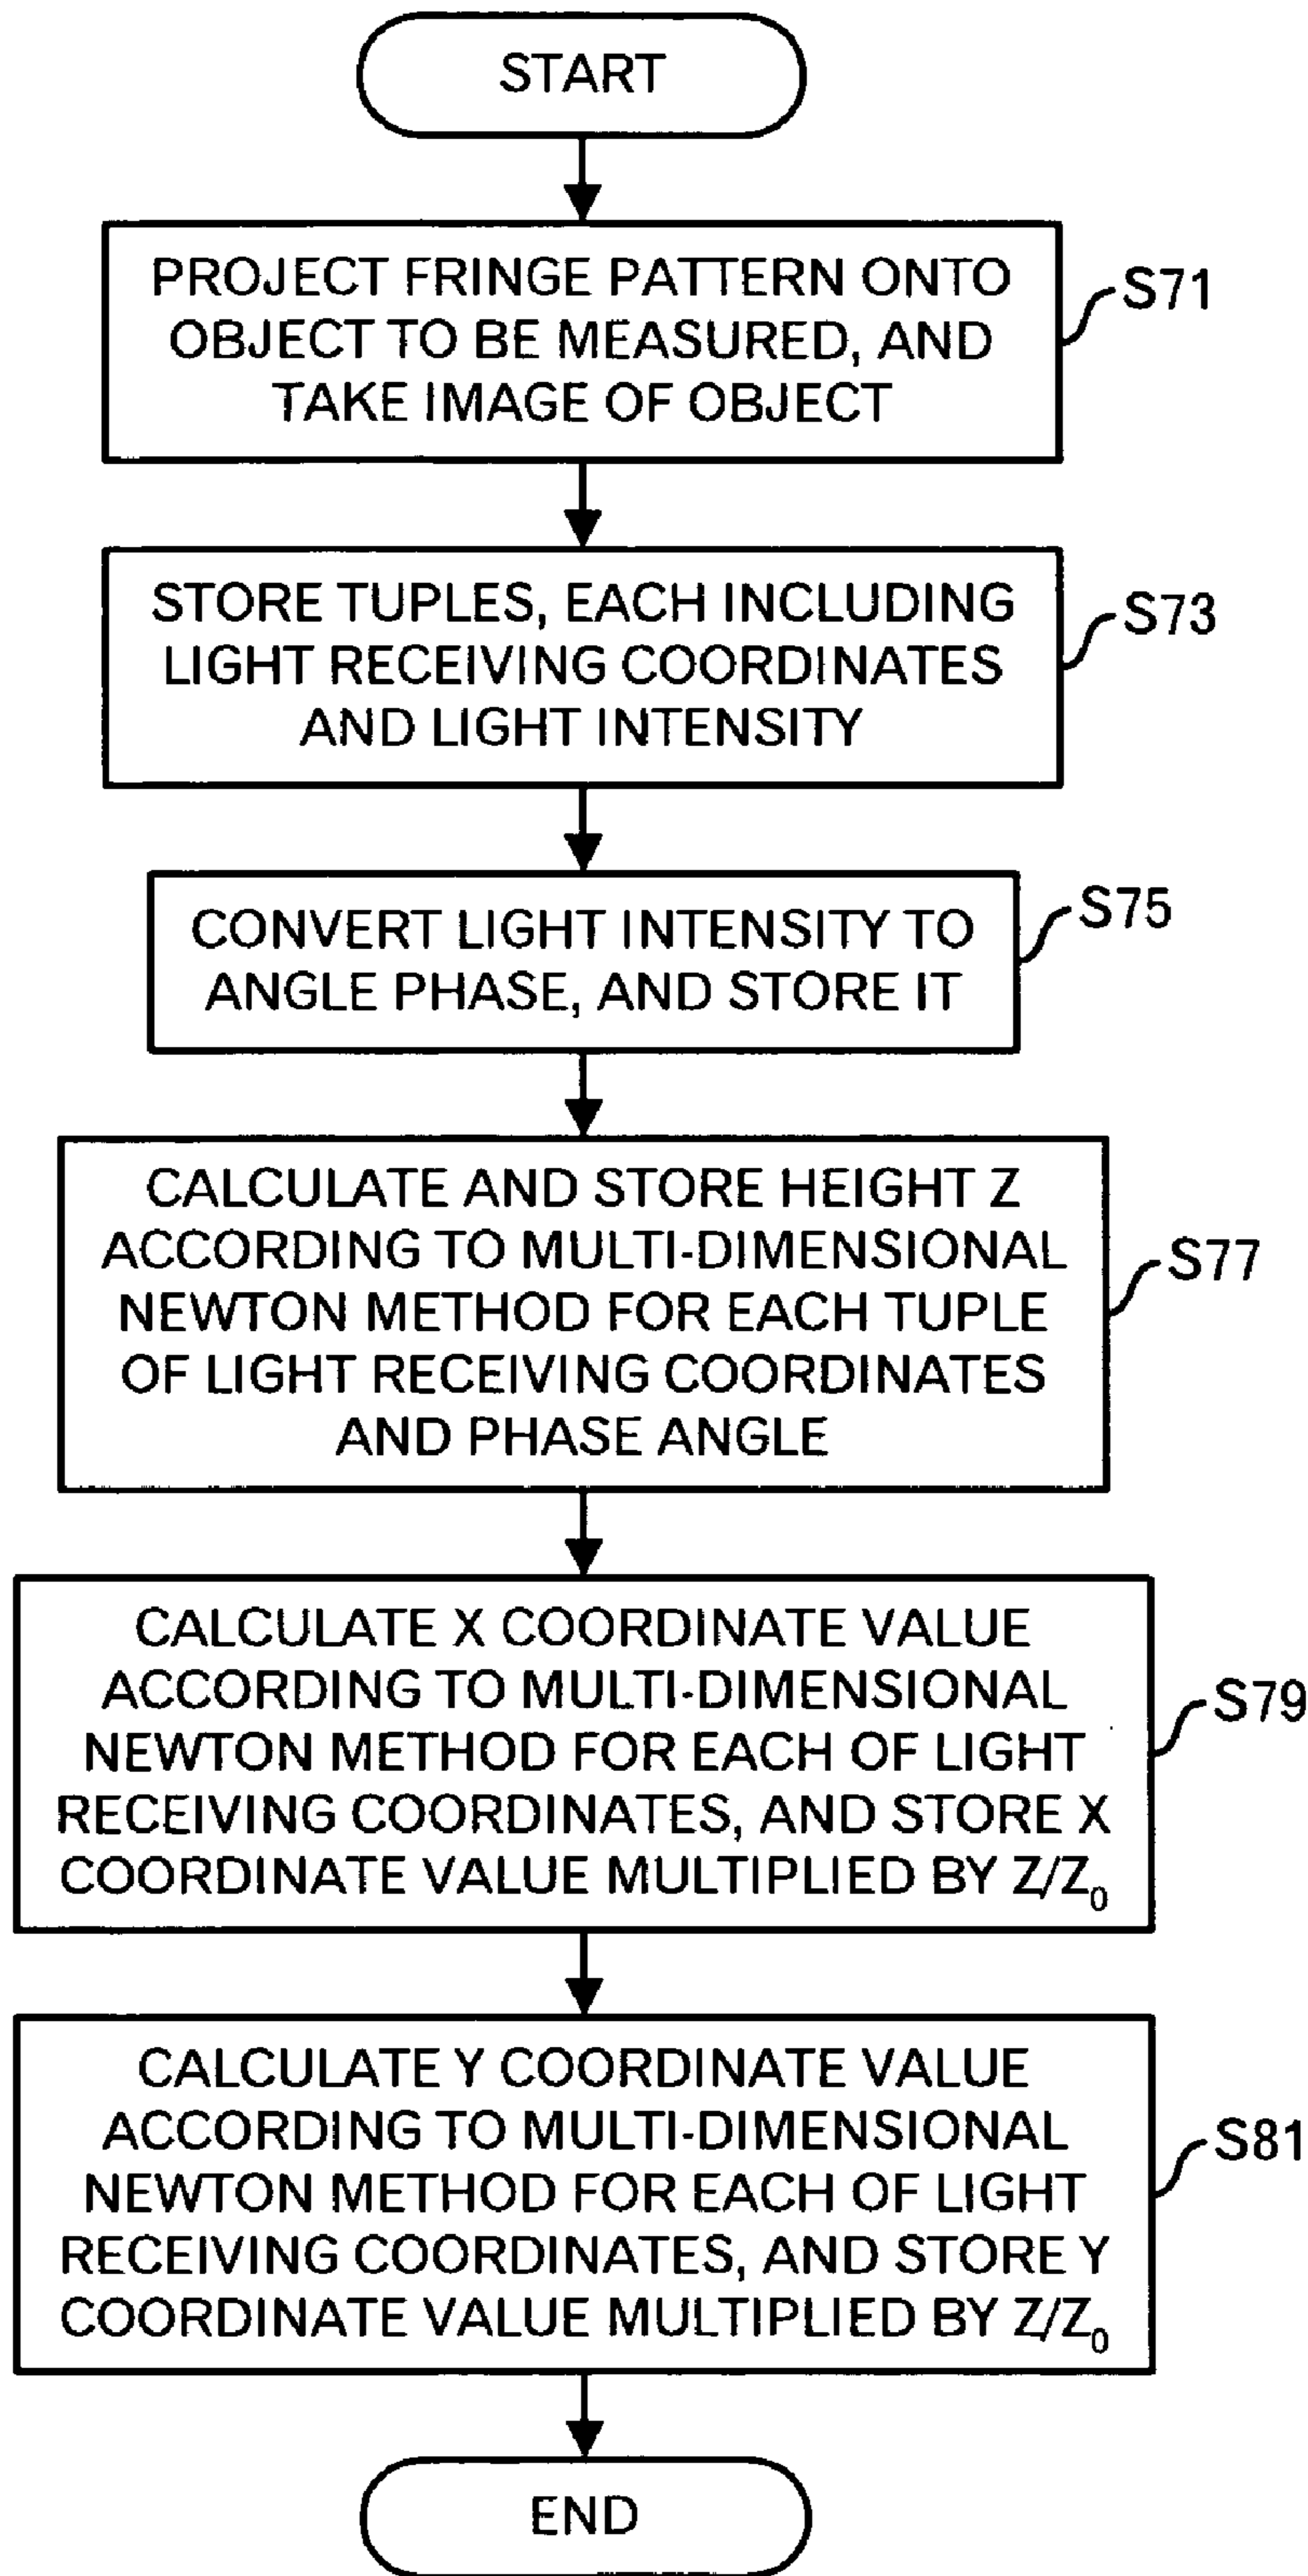 START
PROJECT FRINGE PATTERN ONTO
OBJECT TO BE MEASURED, AND
TAKE IMAGE OF OBJECT
S71
STORE TUPLES, EACH INCLUDING
LIGHT RECEIVING COORDINATES
AND LIGHT INTENSITY
S73
CONVERT LIGHT INTENSITY TO
ANGLE PHASE, AND STORE IT
S75
CALCULATE AND STORE HEIGHT Z
ACCORDING TO MULTI-DIMENSIONAL
NEWTON METHOD FOR EACH TUPLE
OF LIGHT RECEIVING COORDINATES
AND PHASE ANGLE
S77
CALCULATE X COORDINATE VALUE
ACCORDING TO MULTI-DIMENSIONAL
NEWTON METHOD FOR EACH OF LIGHT
RECEIVING COORDINATES, AND STORE X
COORDINATE VALUE MULTIPLIED BY Z/Z₀
S79
CALCULATE Y COORDINATE VALUE
ACCORDING TO MULTI-DIMENSIONAL
NEWTON METHOD FOR EACH OF LIGHT
RECEIVING COORDINATES, AND STORE Y
COORDINATE VALUE MULTIPLIED BY Z/Z₀
S81
END